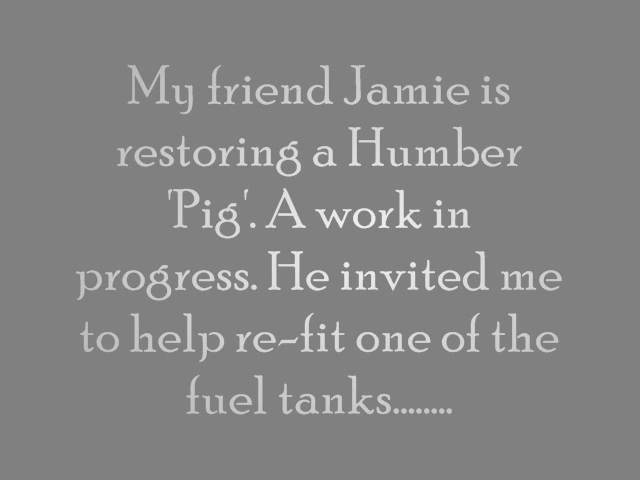 My friend Jamie is
restoring a Humber
'Pig'. A work in
progress. He invited me
to help re-fit one of the
fuel tanks........